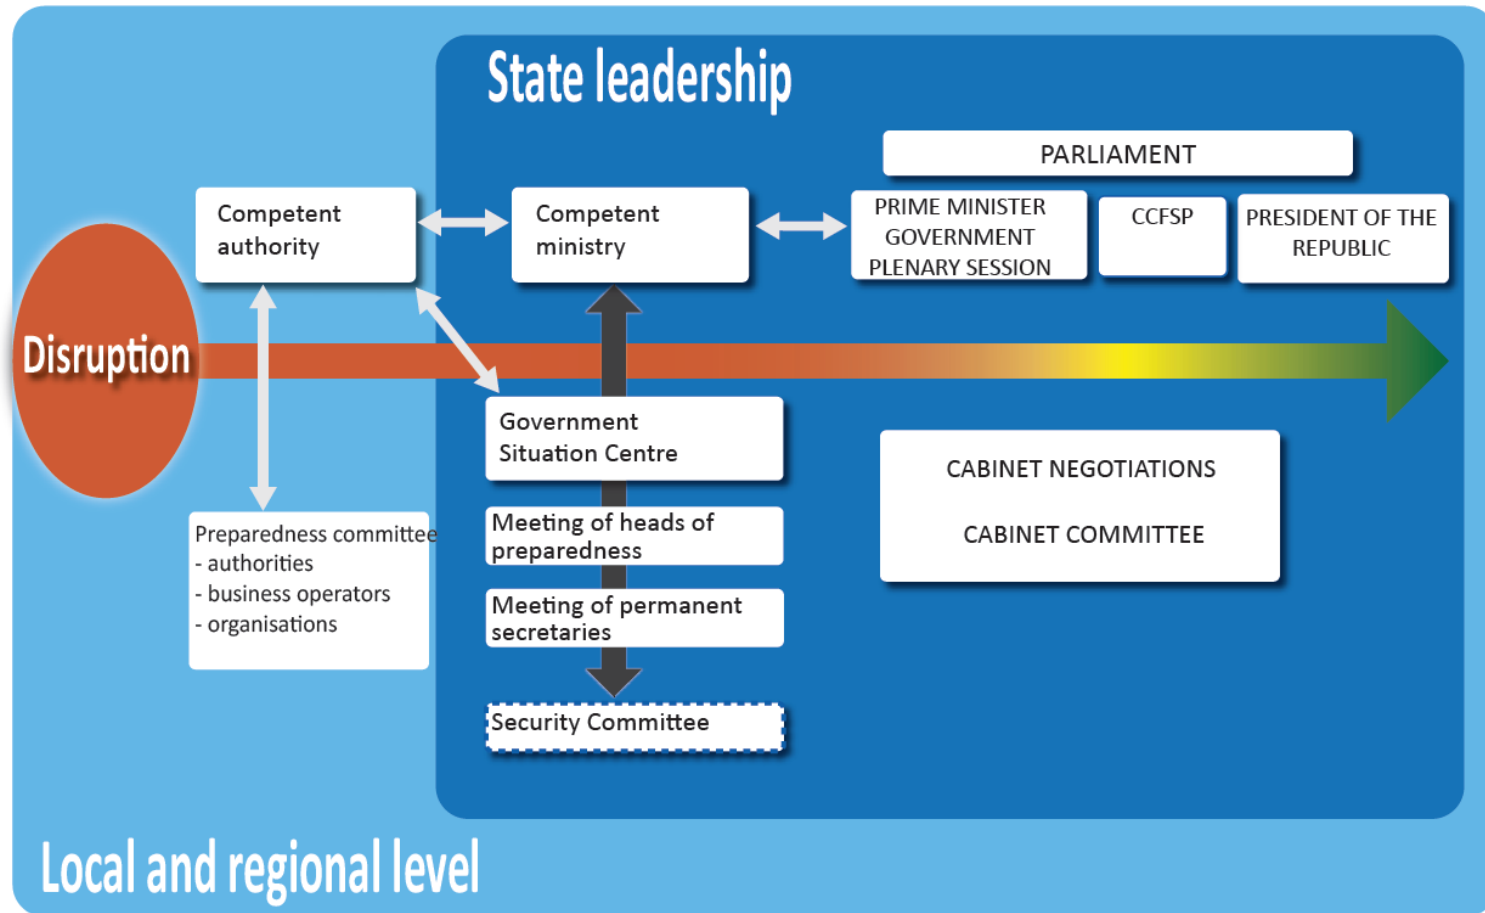 State leadership
PARLIAMENT
Competent
authority
Competent
ministry
PRIME MINISTER
GOVERNMENT
PLENARY SESSION
CCFSP
PRESIDENT OF THE
REPUBLIC
Disruption
Government
Situation Centre
CABINET NEGOTIATIONS
CABINET COMMITTEE
Preparedness committee
- authorities
- business operators
- organisations
Meeting of heads of
preparedness
Meeting of permanent
secretaries
Security Committee
Local and regional level